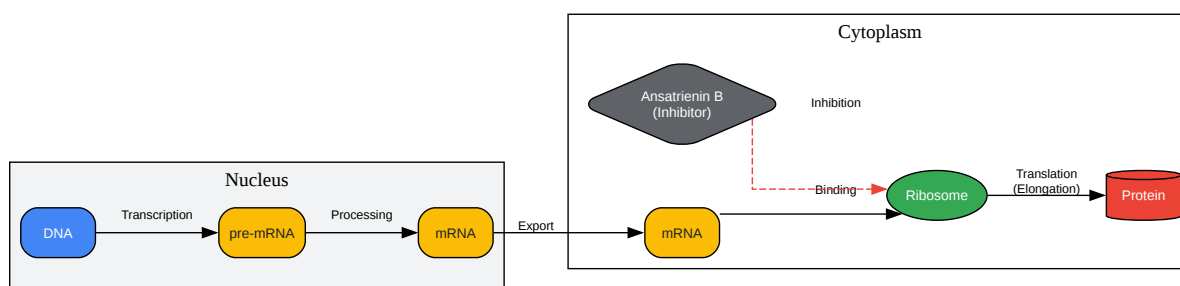 Cytoplasm
Ansatrienin B
(Inhibitor)
Inhibition
Nucleus
DNA
Transcription
pre-mRNA
Processing
mRNA
Export
mRNA
Binding
Ribosome
Translation
(Elongation)
Protein